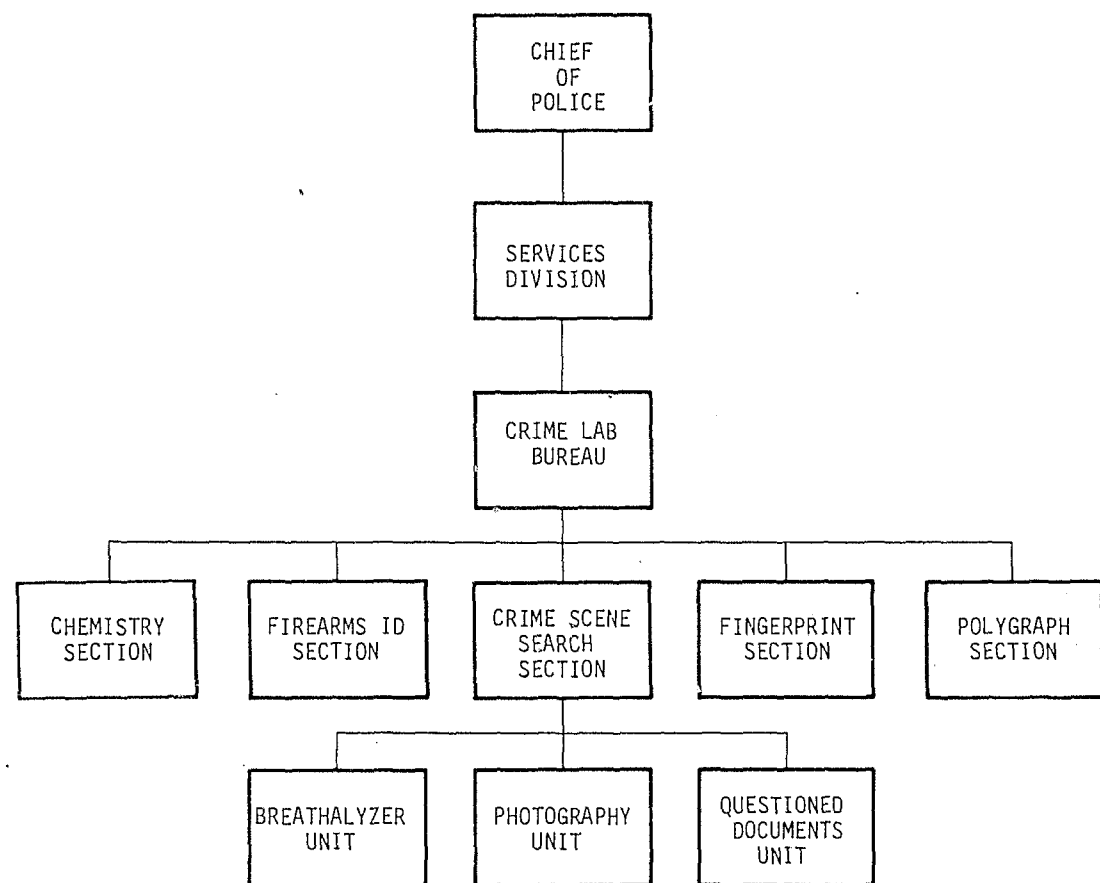 CHIEF
OF
POLICE
SERVICES
DIVISION
CRIME LAB
BUREAU
CHEMISTRY
SECTION
FIREARMS ID
SECTION
CRIME SCENE
SEARCH
SECTION
FINGERPRINT
SECTION
POLYGRAPH
SECTION
BREATHALYZER
UNIT
PHOTOGRAPHY
UNIT
QUESTIONED
DOCUMENTS
UNIT